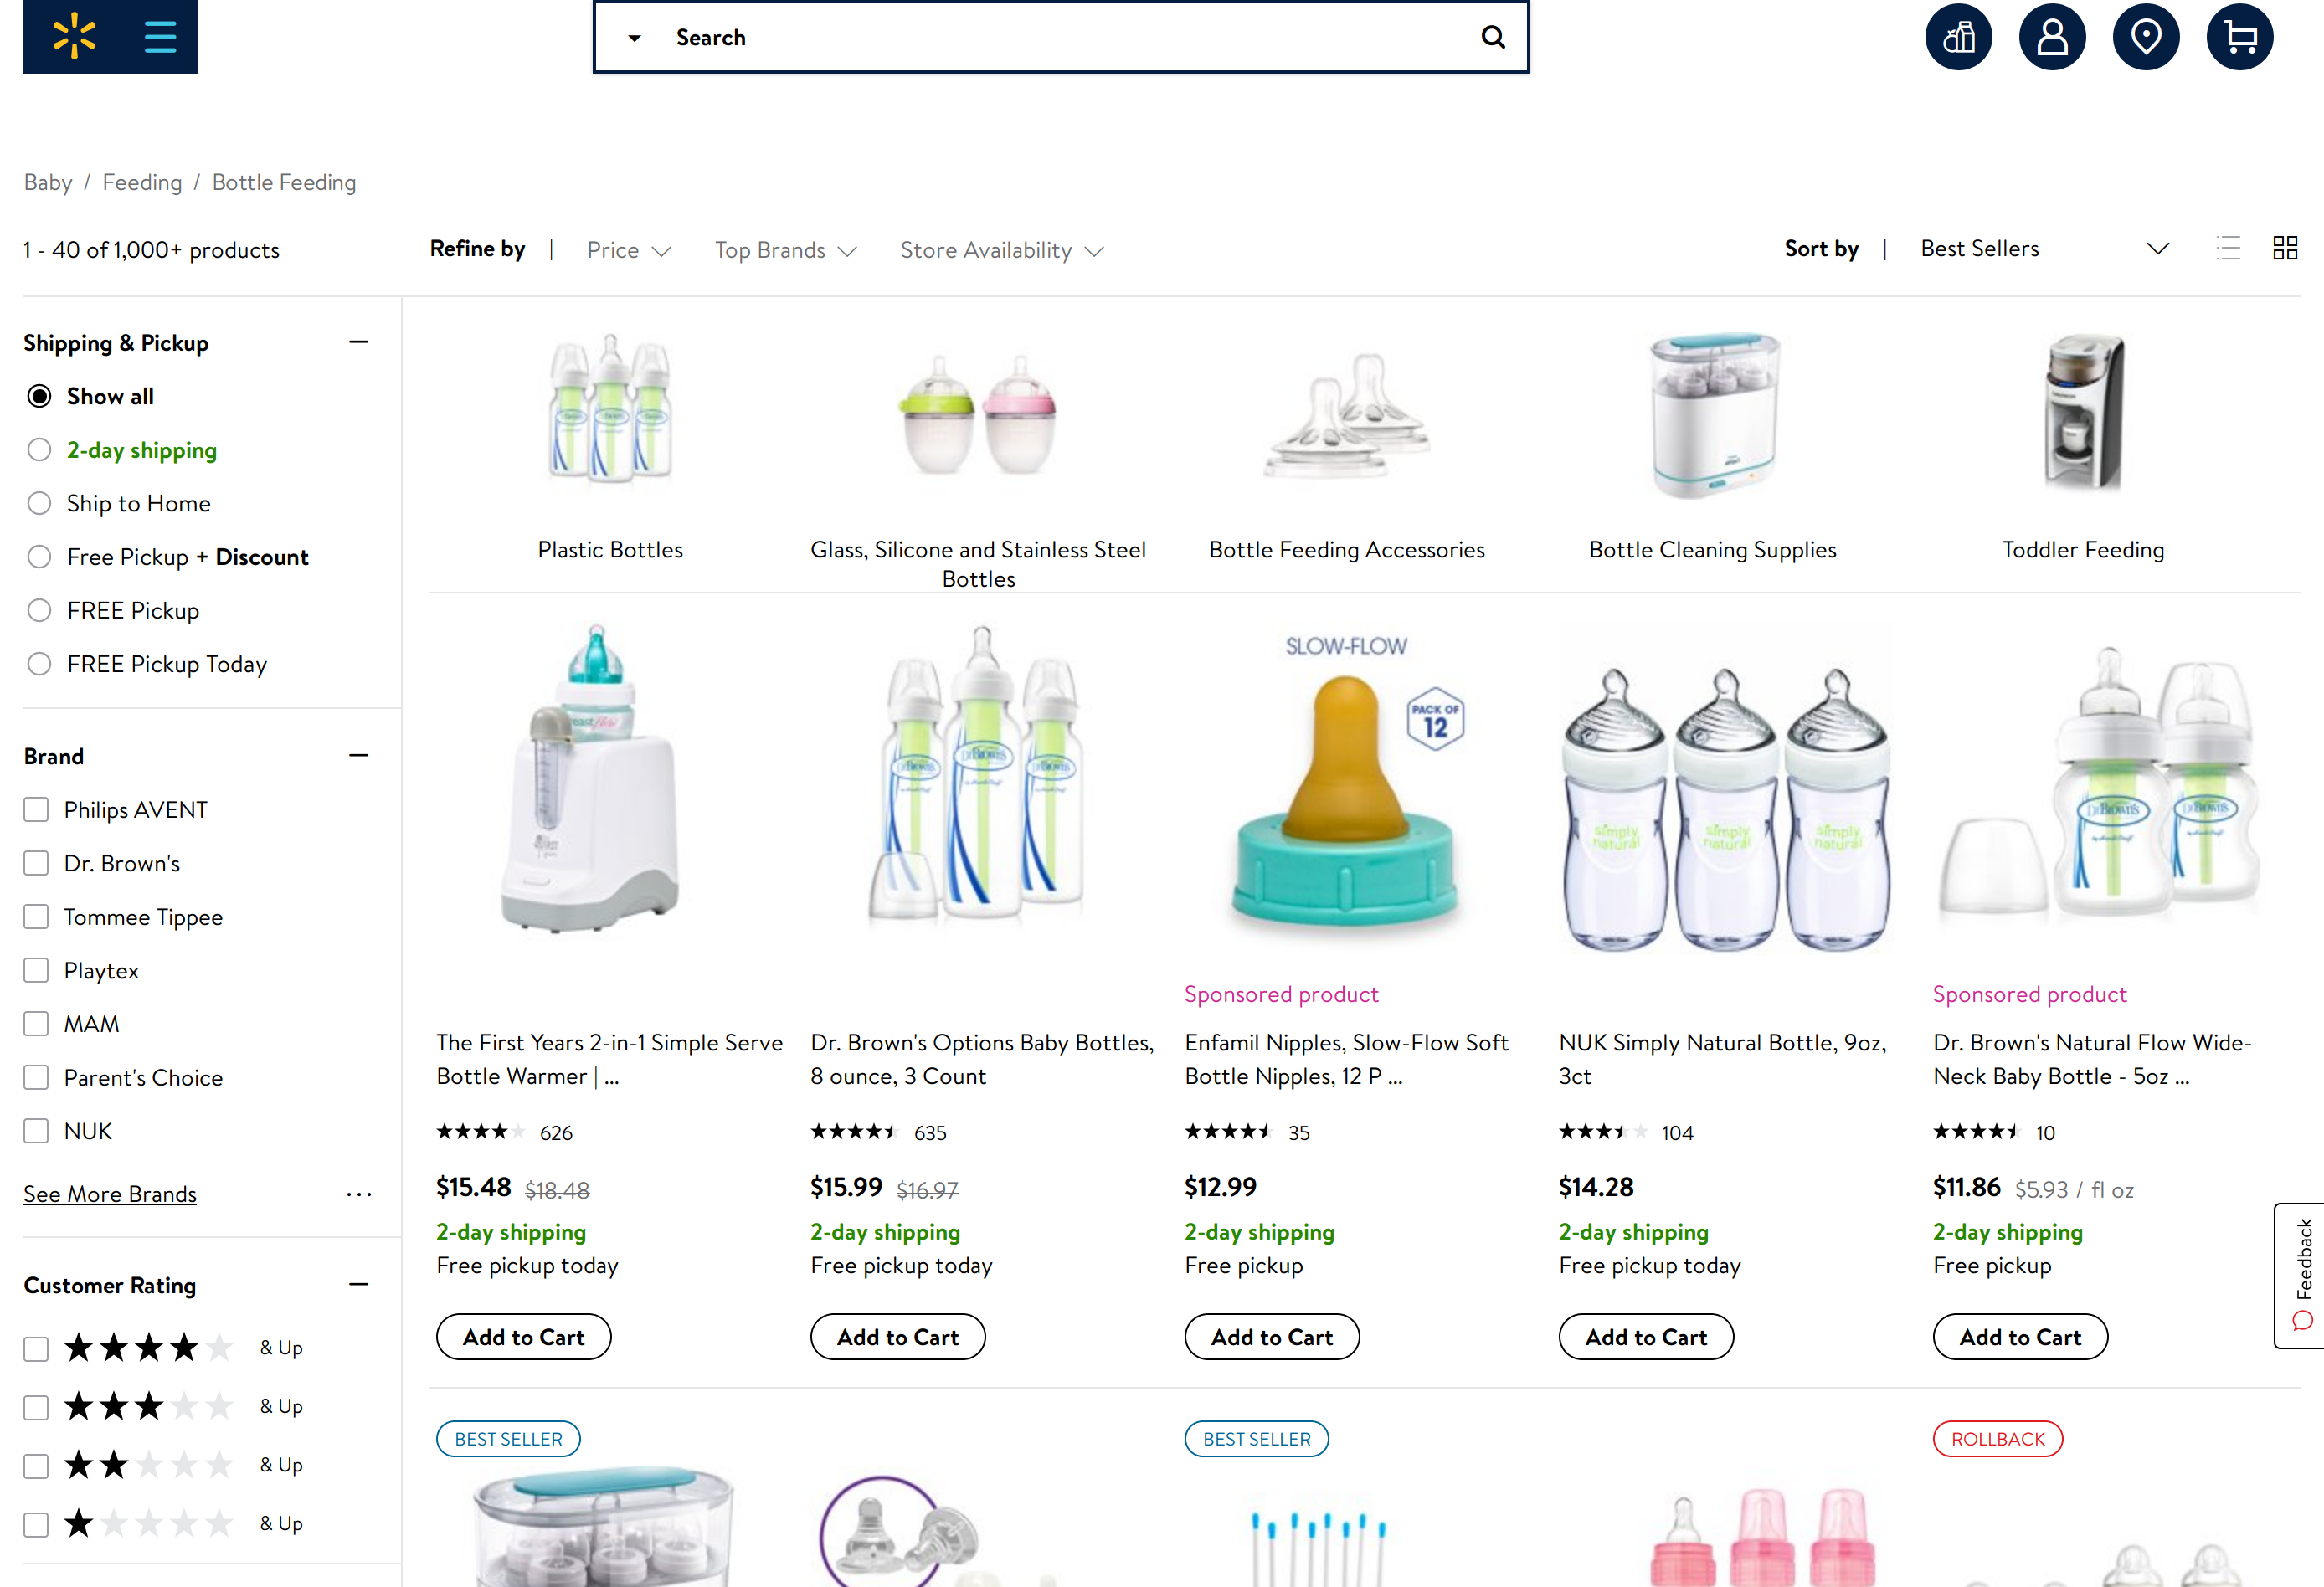 Search
Baby / Feeding / Bottle Feeding
1 - 40 of 1,000+ products
Refine by | Price Top Brands Store Availability
Sort by | Best Sellers
Shipping & Pickup
Show all
2-day shipping
Ship to Home
Free Pickup + Discount
FREE Pickup
FREE Pickup Today
Brand
Philips AVENT
Dr. Brown's
Tommee Tippee
Playtex
MAM
Parent's Choice
NUK
See More Brands ...
Customer Rating
& Up
& Up
& Up
& Up
Plastic Bottles
Glass, Silicone and Stainless Steel
Bottles
Bottle Feeding Accessories
Bottle Cleaning Supplies
Toddler Feeding
The First Years 2-in-1 Simple Serve
Bottle Warmer | ...
626
$15.48 $18.48
2-day shipping
Free pickup today
Add to Cart
Dr. Brown's Options Baby Bottles,
8 ounce, 3 Count
635
$15.99 $16.97
2-day shipping
Free pickup today
Add to Cart
SLOW-FLOW
PACK OF
12
Sponsored product
Enfamil Nipples, Slow-Flow Soft
Bottle Nipples, 12 P ...
35
$12.99
2-day shipping
Free pickup
Add to Cart
simply
natural
simply
natural
simply
natural
NUK Simply Natural Bottle, 9oz,
3ct
104
$14.28
2-day shipping
Free pickup today
Add to Cart
Dr Brown's
Dr Brown's
Sponsored product
Dr. Brown's Natural Flow Wide-
Neck Baby Bottle - 5oz ...
10
$11.86 $5.93 / fl oz
2-day shipping
Free pickup
Add to Cart
Feedback
BEST SELLER
BEST SELLER
ROLLBACK